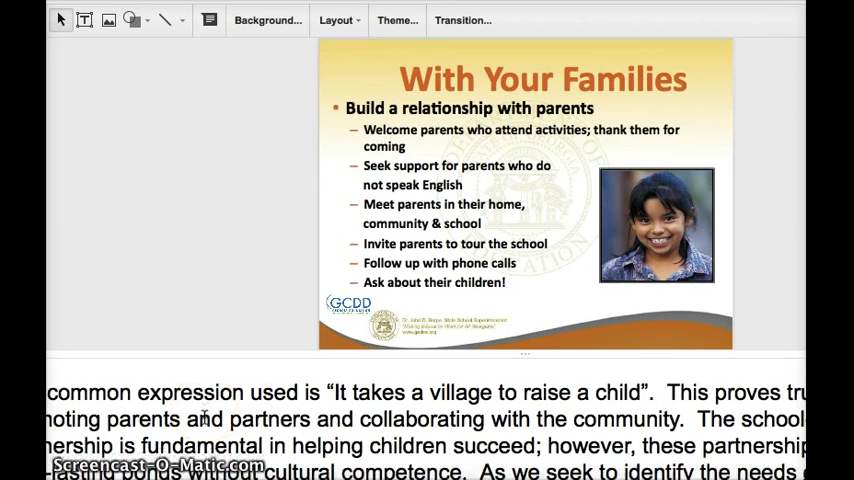 Background... Layout Theme... Transition...
With Your Families
• Build a relationship with parents
– Welcome parents who attend activities; thank them for
coming
– Seek support for parents who do
not speak English
– Meet parents in their home,
community & school
– Invite parents to tour the school
– Follow up with phone calls
– Ask about their children!
GCDD
Dr. John D. Barge, State School Superintendent
"Making Education Work for All Georgians"
www.gadoe.org
common expression used is “It takes a village to raise a child”. This proves tru
noting parents and partners and collaborating with the community. The school
nership is fundamental in helping children succeed; however, these partnership
-lasting bonds without cultural competence. As we seek to identify the needs
Screencast-O-Matic.com